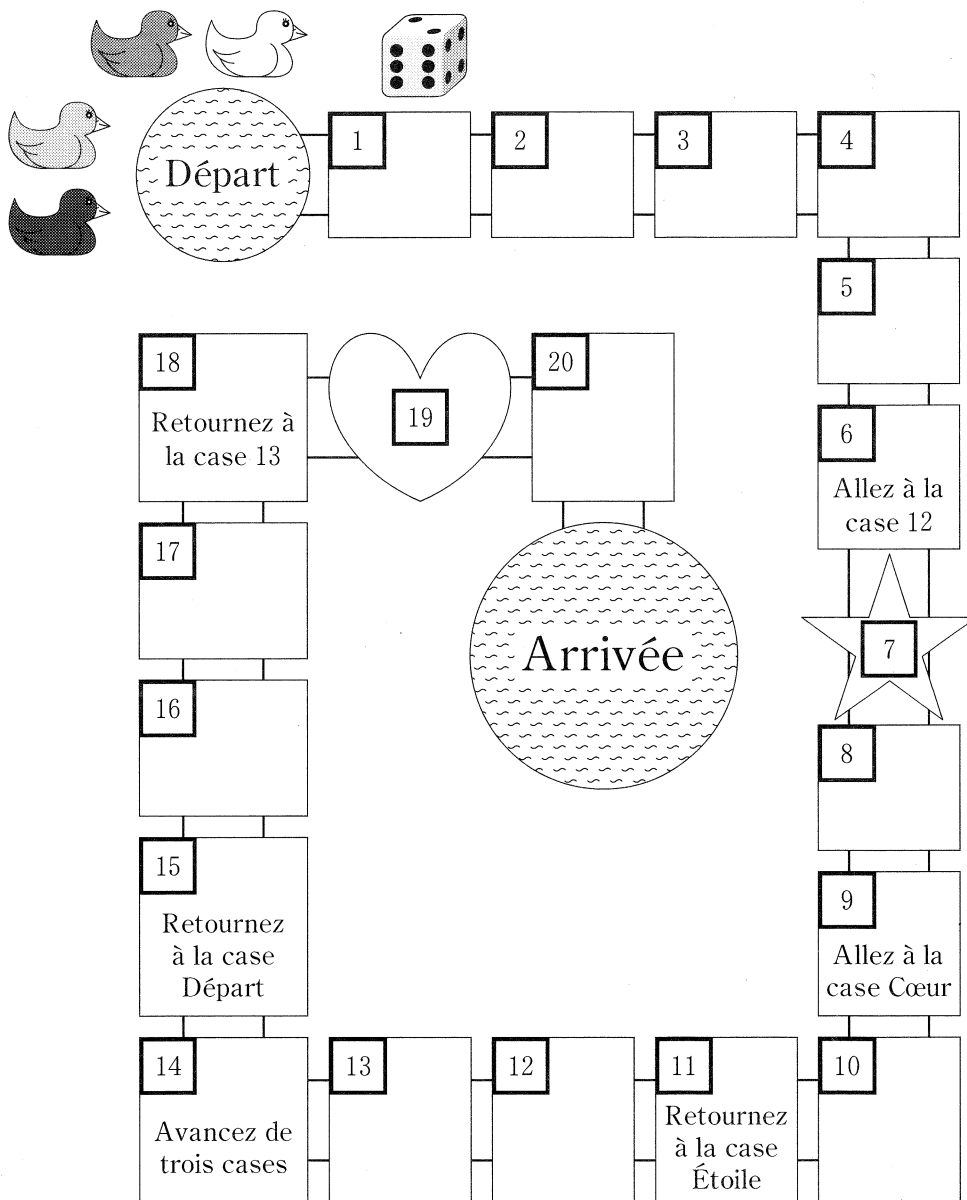 Départ
1
2
3
4
5
6
Allez à la
case 12
7
8
9
Allez à la
case Cœur
10
11
Retournez
à la case
Étoile
12
13
14
Avancez de
trois cases
15
Retournez
à la case
Départ
16
17
18
Retournez à
la case 13
19
20
Arrivée